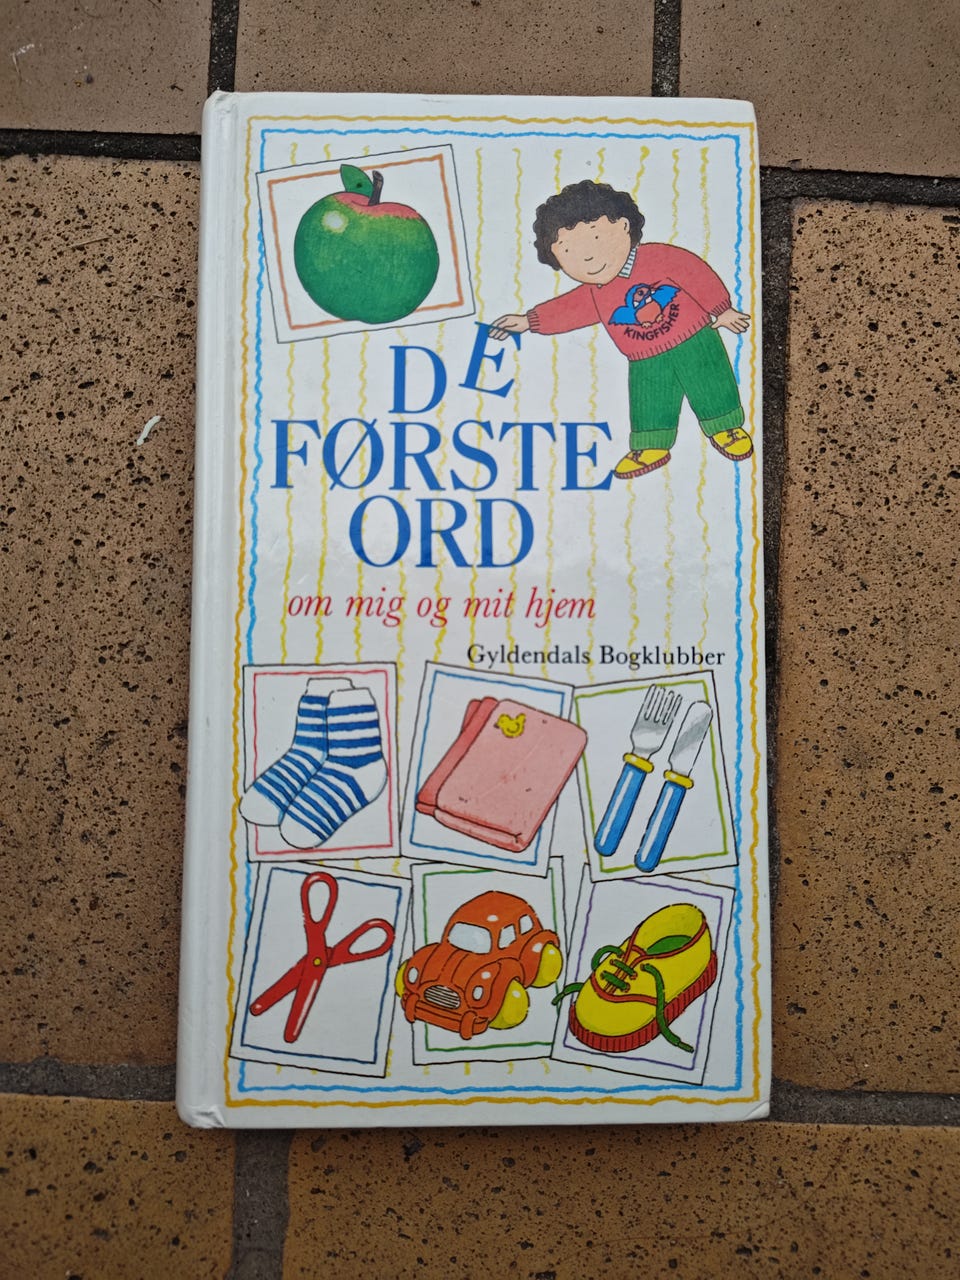 DE
FØRSTE
ORD
om mig og mit hjem
Gyldendals Bogklubber
KINGFISHER